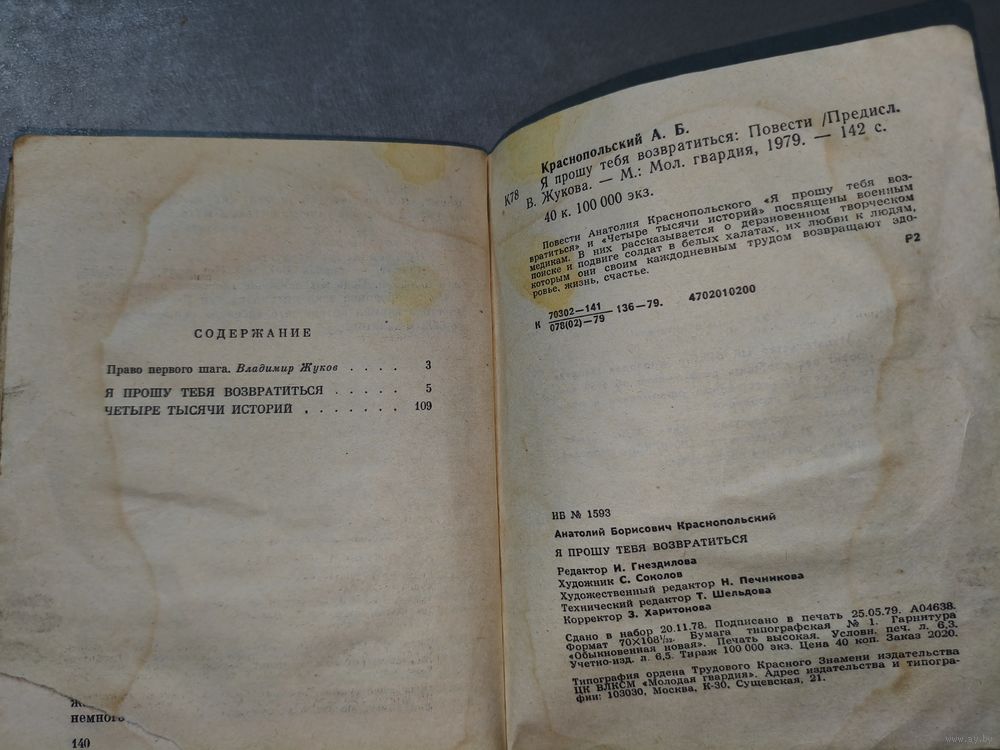 СОДЕРЖАНИЕ
Право первого шага. Владимир Жуков . . . . 3
Я ПРОШУ ТЕБЯ ВОЗВРАТИТЬСЯ . . . . . 5
ЧЕТЫРЕ ТЫСЯЧИ ИСТОРИЙ . . . . . . . 109
немного
140
Краснопольский А. Б.
К78 Я прошу тебя возвратиться: Повести /Предисл.
В. Жукова. — М.: Мол. гвардия, 1979. — 142 с.
40 к. 100 000 экз.
Повести Анатолия Краснопольского «Я прошу тебя воз-
вратиться» и «Четыре тысячи историй» посвящены военным
медикам. В них рассказывается о дерзновенном творческом
поиске и подвиге солдат в белых халатах, их любви к людям,
которым они своим каждодневным трудом возвращают здо-
ровье, жизнь, счастье.
Р2
К 70302—141
078(02)—79 136—79. 4702010200
ИБ № 1593
Анатолий Борисович Краснопольский
Я ПРОШУ ТЕБЯ ВОЗВРАТИТЬСЯ
Редактор И. Гнездилова
Художник С. Соколов
Художественный редактор Н. Печникова
Технический редактор Т. Шельдова
Корректор З. Харитонова
Сдано в набор 20.11.78. Подписано в печать 25.05.79. А04638.
Формат 70×108¹/₃₂. Бумага типографская № 1. Гарнитура
«Обыкновенная новая». Печать высокая. Условн. печ. л. 6,3.
Учетно-изд. л. 6,5. Тираж 100 000 экз. Цена 40 коп. Заказ 2020.
Типография ордена Трудового Красного Знамени издательства
ЦК ВЛКСМ «Молодая гвардия». Адрес издательства и типогра-
фии: 103030, Москва, К-30, Сущевская, 21.
www.ay.by